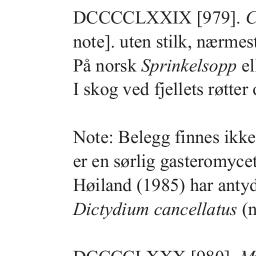 DCCCCLXXIX [979].
note]. uten stilk, nærmest
På norsk Sprinkelsopp
I skog ved fjellets røtter
Note: Belegg finnes ikke
er en sørlig gasteromycet
Høiland (1985) har antyd
Dictydium cancellatus (n
DCCCCLXXX [980].